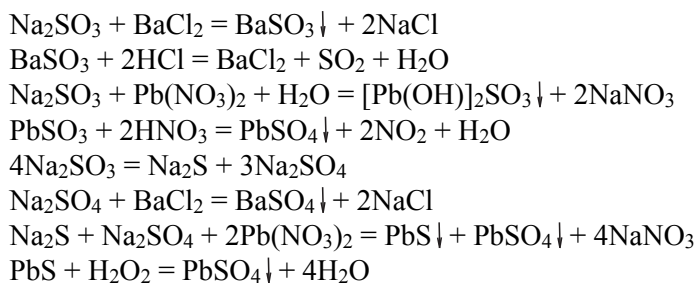 Na₂SO₃ + BaCl₂ = BaSO₃↓ + 2NaCl
BaSO₃ + 2HCl = BaCl₂ + SO₂ + H₂O
Na₂SO₃ + Pb(NO₃)₂ + H₂O = [Pb(OH)]₂SO₃↓ + 2NaNO₃
PbSO₃ + 2HNO₃ = PbSO₄↓ + 2NO₂ + H₂O
4Na₂SO₃ = Na₂S + 3Na₂SO₄
Na₂SO₄ + BaCl₂ = BaSO₄↓ + 2NaCl
Na₂S + Na₂SO₄ + 2Pb(NO₃)₂ = PbS↓ + PbSO₄↓ + 4NaNO₃
PbS + H₂O₂ = PbSO₄↓ + 4H₂O